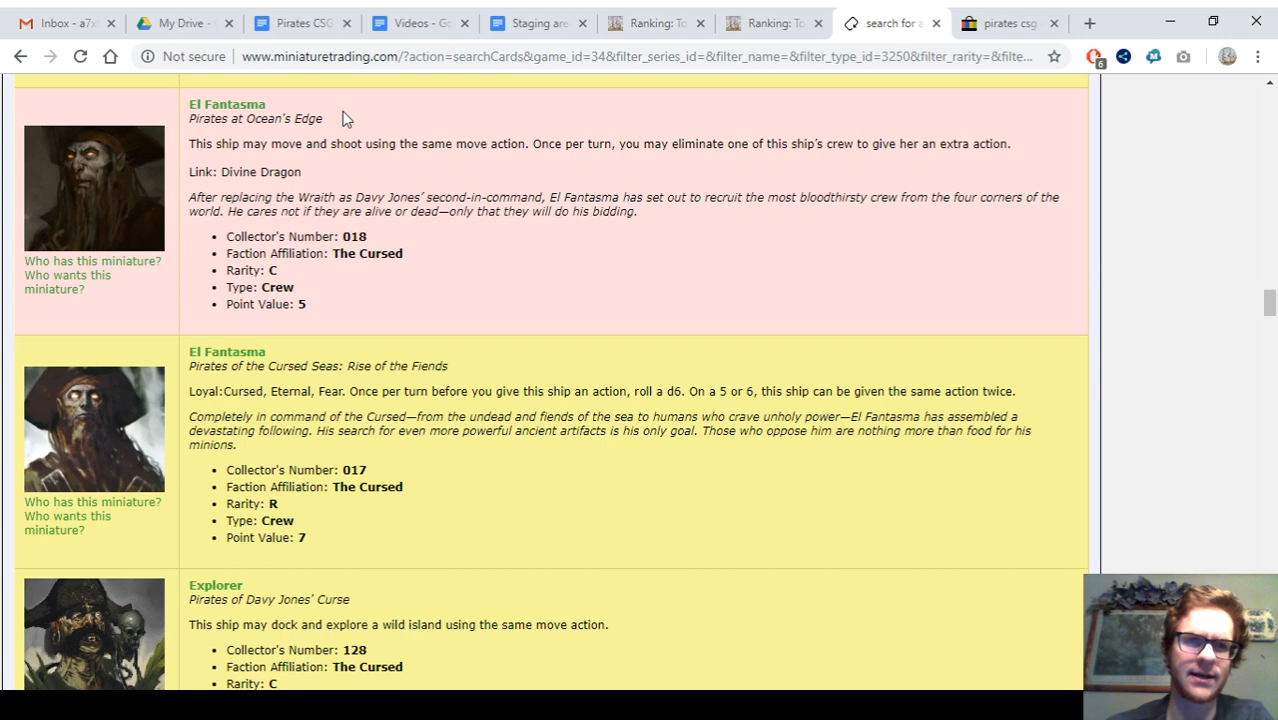 Inbox - a7x
My Drive -
Pirates CSG
Videos - Go
Staging are
Ranking: To
Ranking: To
search for a
pirates csg
Not secure www.miniaturetrading.com/?action=searchCards&game_id=34&filter_series_id=&filter_name=&filter_type_id=3250&filter_rarity=&filte...
6
El Fantasma
Pirates at Ocean's Edge
This ship may move and shoot using the same move action. Once per turn, you may eliminate one of this ship's crew to give her an extra action.
Link: Divine Dragon
After replacing the Wraith as Davy Jones' second-in-command, El Fantasma has set out to recruit the most bloodthirsty crew from the four corners of the
world. He cares not if they are alive or dead—only that they will do his bidding.
• Collector's Number: 018
• Faction Affiliation: The Cursed
• Rarity: C
• Type: Crew
• Point Value: 5
Who has this miniature?
Who wants this
miniature?
El Fantasma
Pirates of the Cursed Seas: Rise of the Fiends
Loyal:Cursed, Eternal, Fear. Once per turn before you give this ship an action, roll a d6. On a 5 or 6, this ship can be given the same action twice.
Completely in command of the Cursed—from the undead and fiends of the sea to humans who crave unholy power—El Fantasma has assembled a
devastating following. His search for even more powerful ancient artifacts is his only goal. Those who oppose him are nothing more than food for his
minions.
• Collector's Number: 017
• Faction Affiliation: The Cursed
• Rarity: R
• Type: Crew
• Point Value: 7
Who has this miniature?
Who wants this
miniature?
Explorer
Pirates of Davy Jones' Curse
This ship may dock and explore a wild island using the same move action.
• Collector's Number: 128
• Faction Affiliation: The Cursed
• Rarity: C